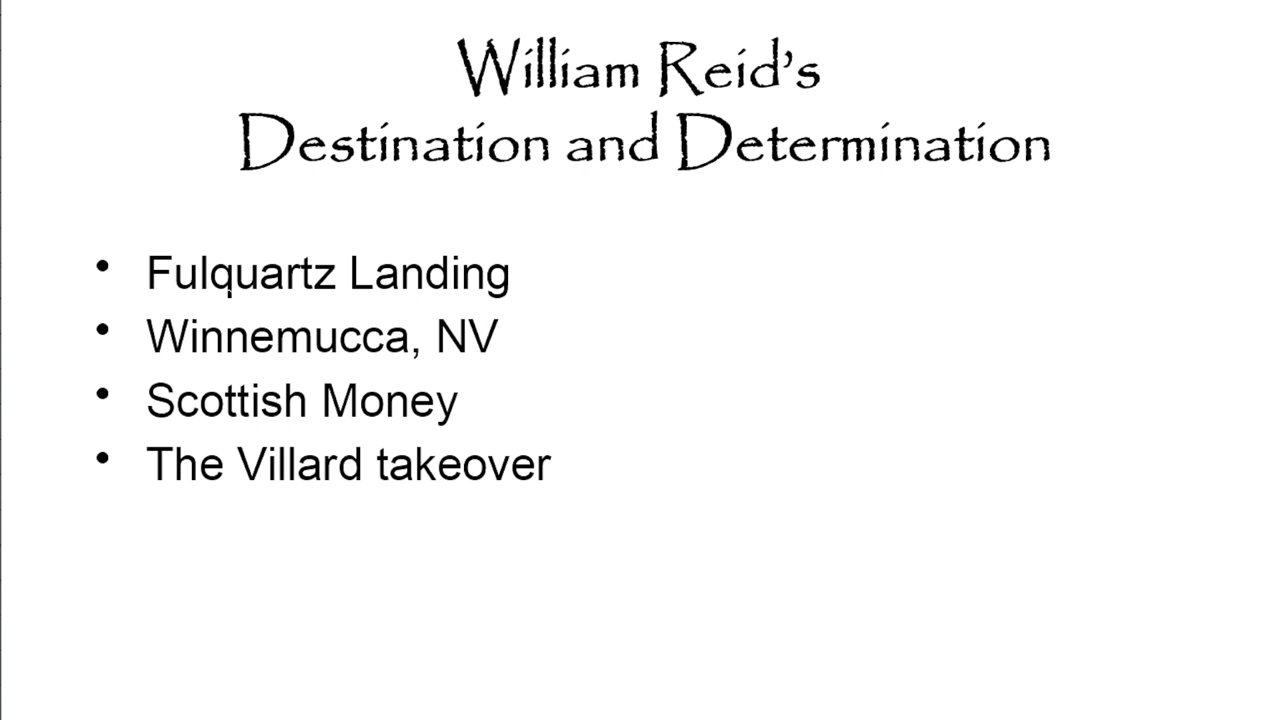 William Reid’s
Destination and Determination
• Fulquartz Landing
• Winnemucca, NV
• Scottish Money
• The Villard takeover